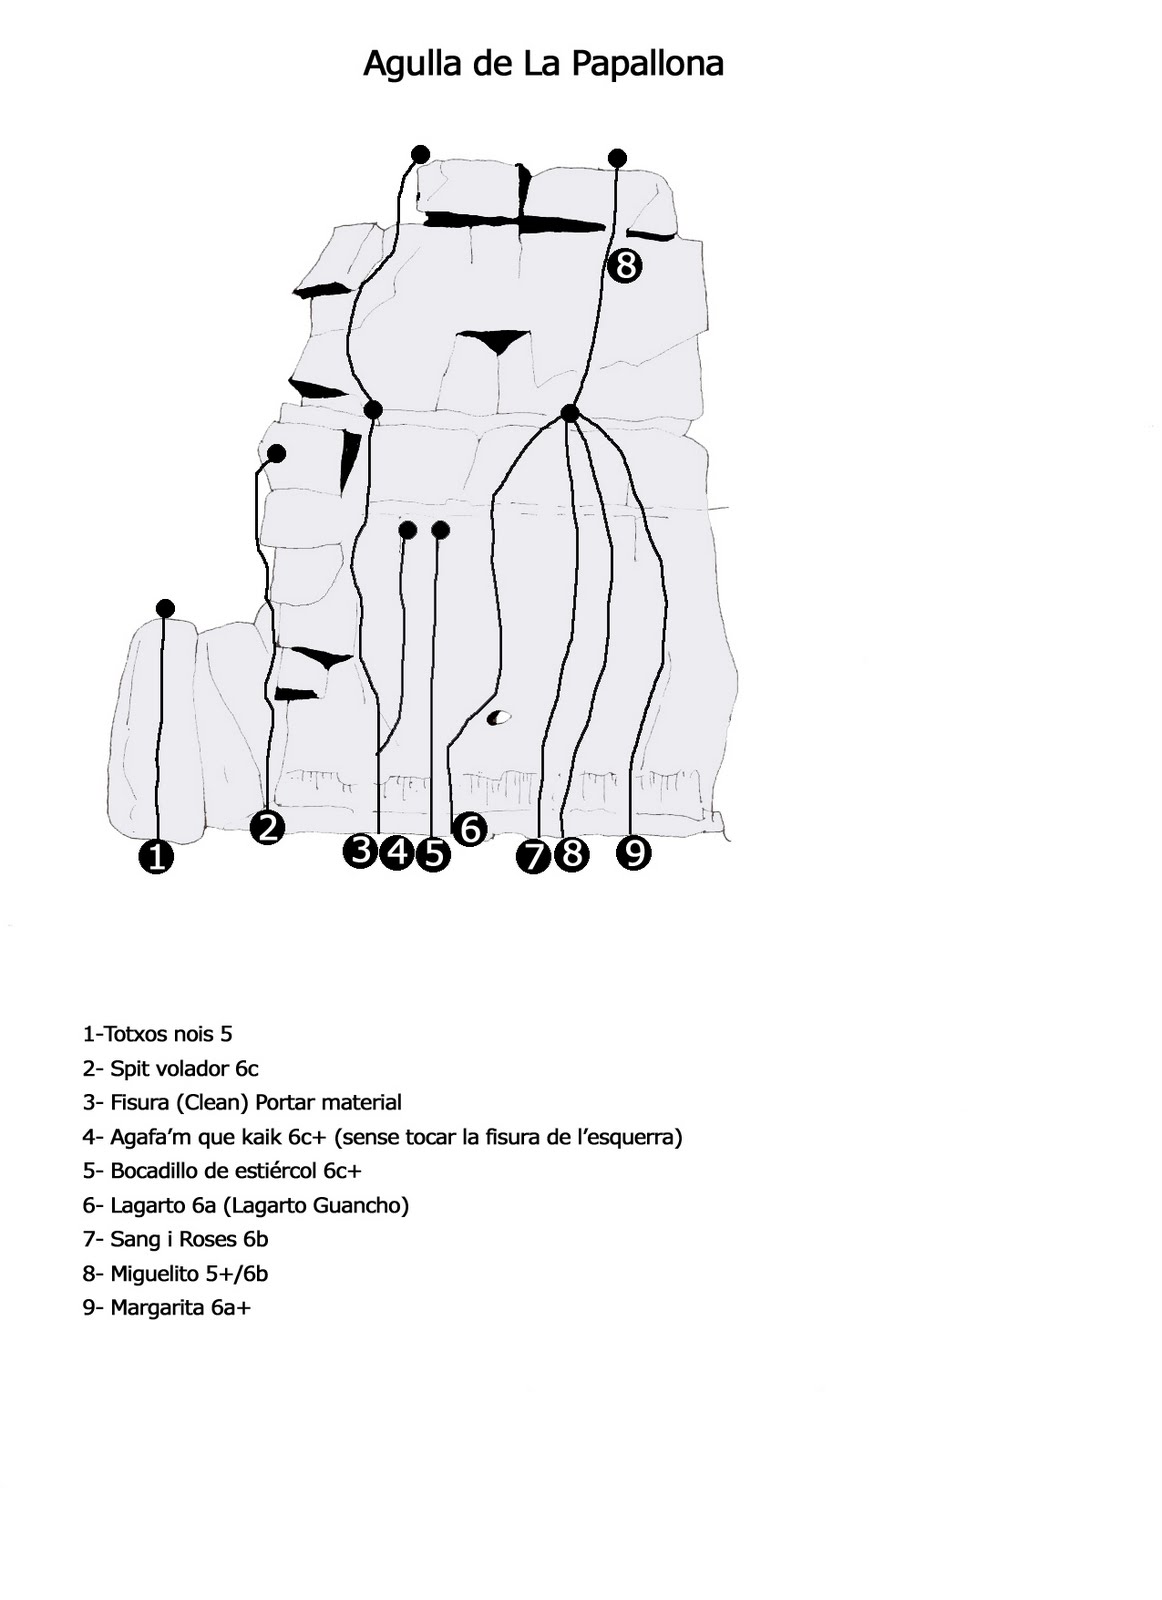 Agulla de La Papallona
8
1
2
3
4
5
6
7
8
9
1-Totxos nois 5
2- Spit volador 6c
3- Fisura (Clean) Portar material
4- Agafa’m que kaik 6c+ (sense tocar la fisura de l’esquerra)
5- Bocadillo de estiércol 6c+
6- Lagarto 6a (Lagarto Guancho)
7- Sang i Roses 6b
8- Miguelito 5+/6b
9- Margarita 6a+